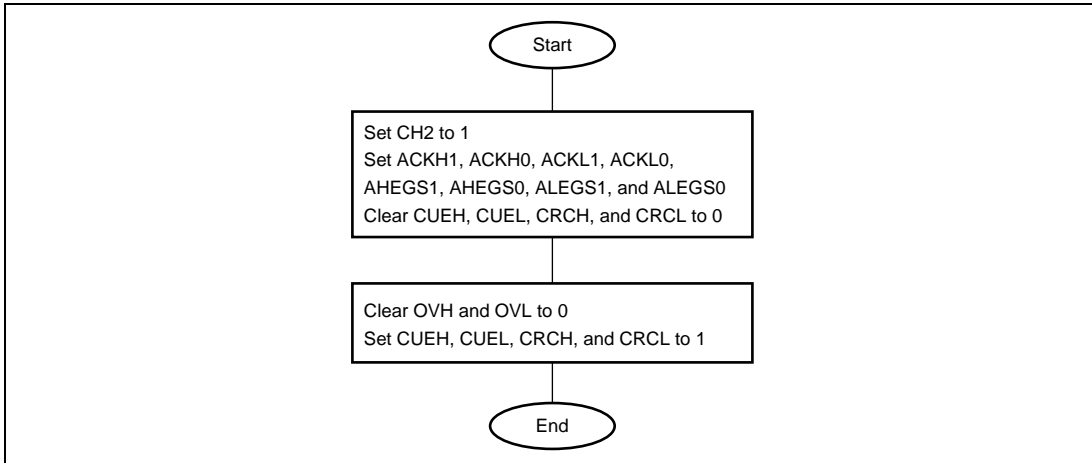 Start
Set CH2 to 1
Set ACKH1, ACKH0, ACKL1, ACKL0,
AHEGS1, AHEGS0, ALEGS1, and ALEGS0
Clear CUEH, CUEL, CRCH, and CRCL to 0
Clear OVH and OVL to 0
Set CUEH, CUEL, CRCH, and CRCL to 1
End